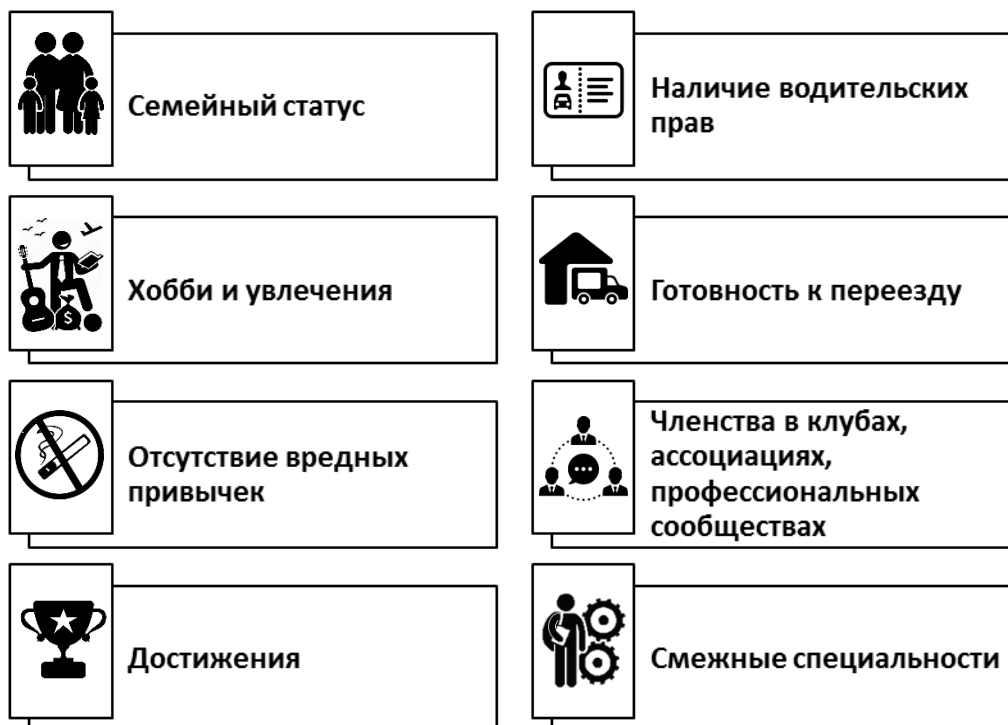 Семейный статус
Наличие водительских
прав
Хобби и увлечения
Готовность к переезду
Отсутствие вредных
привычек
Членства в клубах,
ассоциациях,
профессиональных
сообществах
Достижения
Смежные специальности